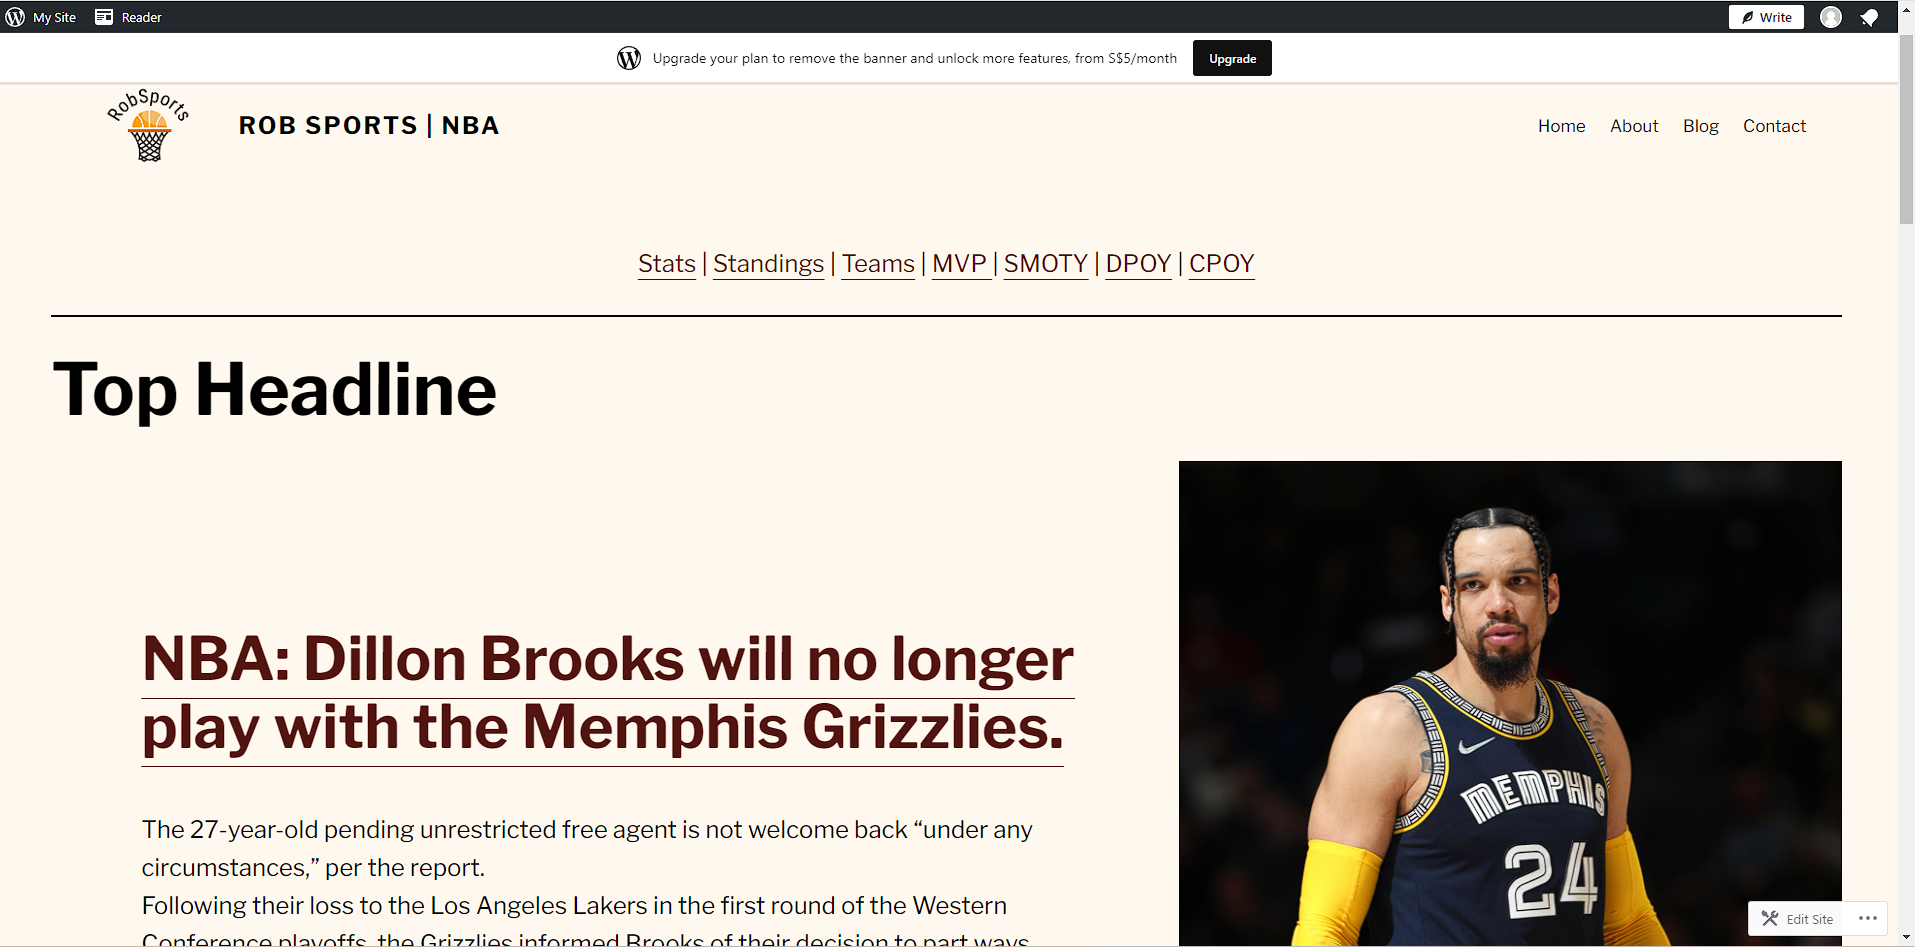 My Site Reader Write
Upgrade your plan to remove the banner and unlock more features, from S$5/month Upgrade
RobSports
ROB SPORTS | NBA
Home About Blog Contact
Stats | Standings | Teams | MVP | SMOTY | DPOY | CPOY
Top Headline
NBA: Dillon Brooks will no longer
play with the Memphis Grizzlies.
The 27-year-old pending unrestricted free agent is not welcome back “under any
circumstances,” per the report.
Following their loss to the Los Angeles Lakers in the first round of the Western
Conference playoffs, the Grizzlies informed Brooks of their decision to part ways
MEMPHIS
24
Edit Site